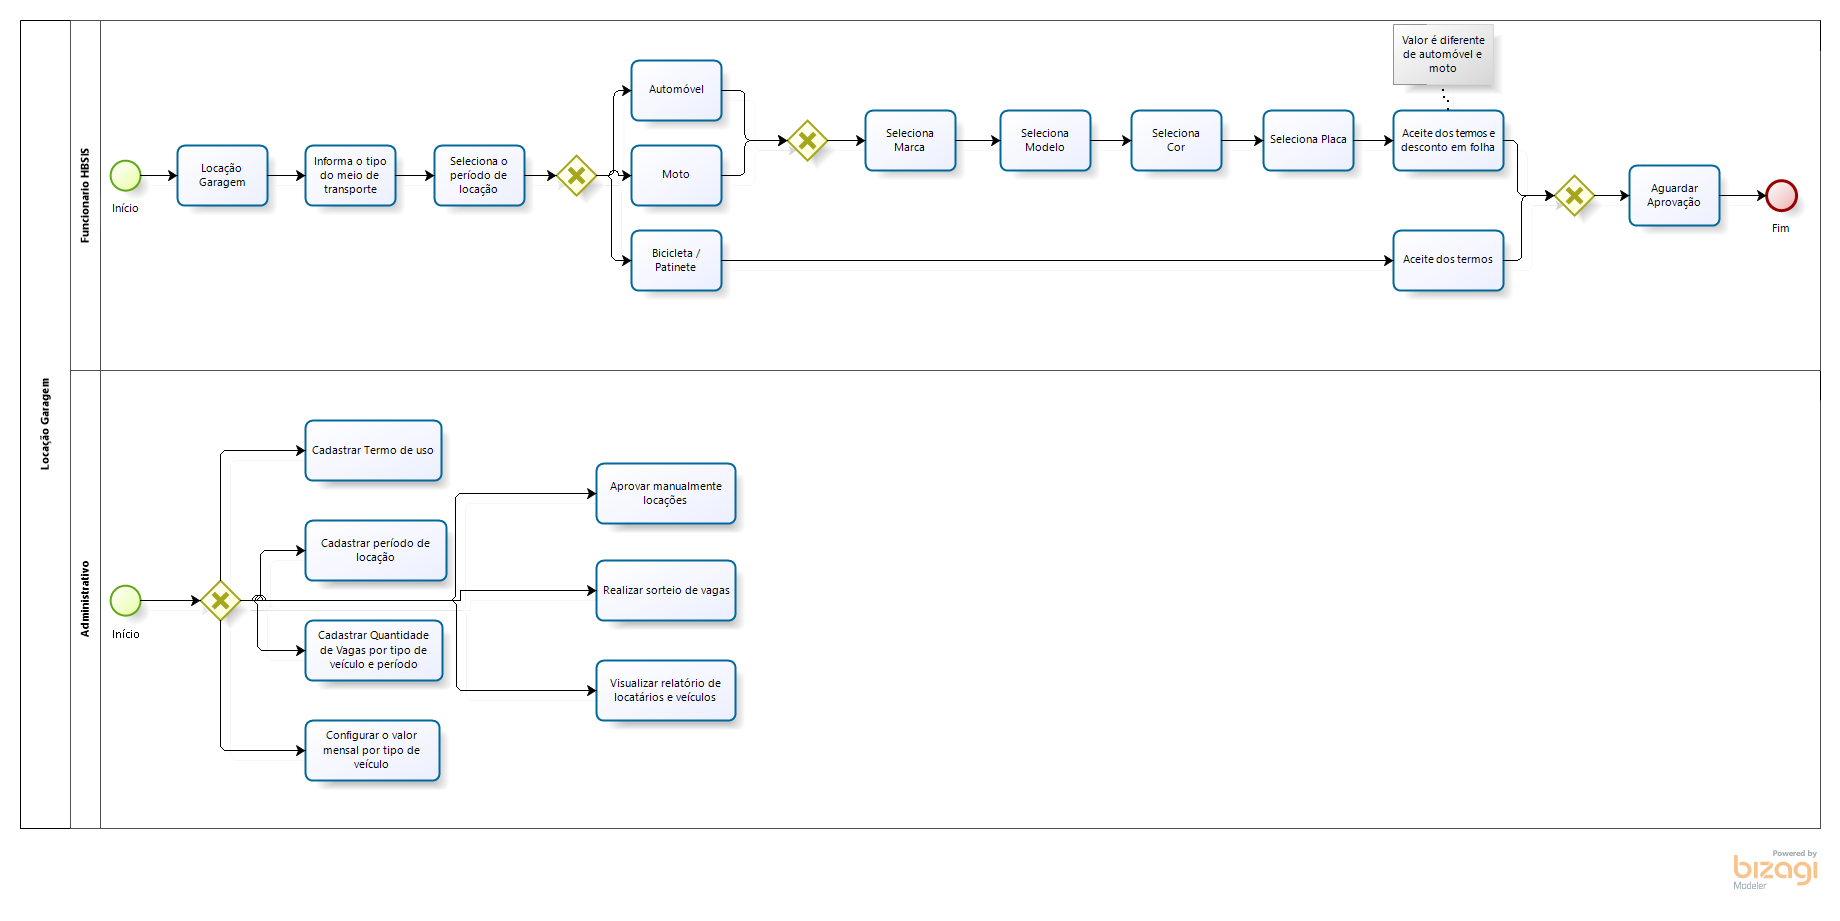 Locação Garagem
Funcionario HBSIS
Início
Locação
Garagem
Informa o tipo
do meio de
transporte
Seleciona o
período de
locação
Automóvel
Moto
Bicicleta /
Patinete
Seleciona
Marca
Seleciona
Modelo
Seleciona
Cor
Seleciona Placa
Valor é diferente
de automóvel e
moto
Aceite dos termos e
desconto em folha
Aceite dos termos
Aguardar
Aprovação
Fim
Administrativo
Início
Cadastrar Termo de uso
Cadastrar período de
locação
Cadastrar Quantidade
de Vagas por tipo de
veículo e período
Configurar o valor
mensal por tipo de
veículo
Aprovar manualmente
locações
Realizar sorteio de vagas
Visualizar relatório de
locatários e veículos
Powered by
bizagi
Modeler